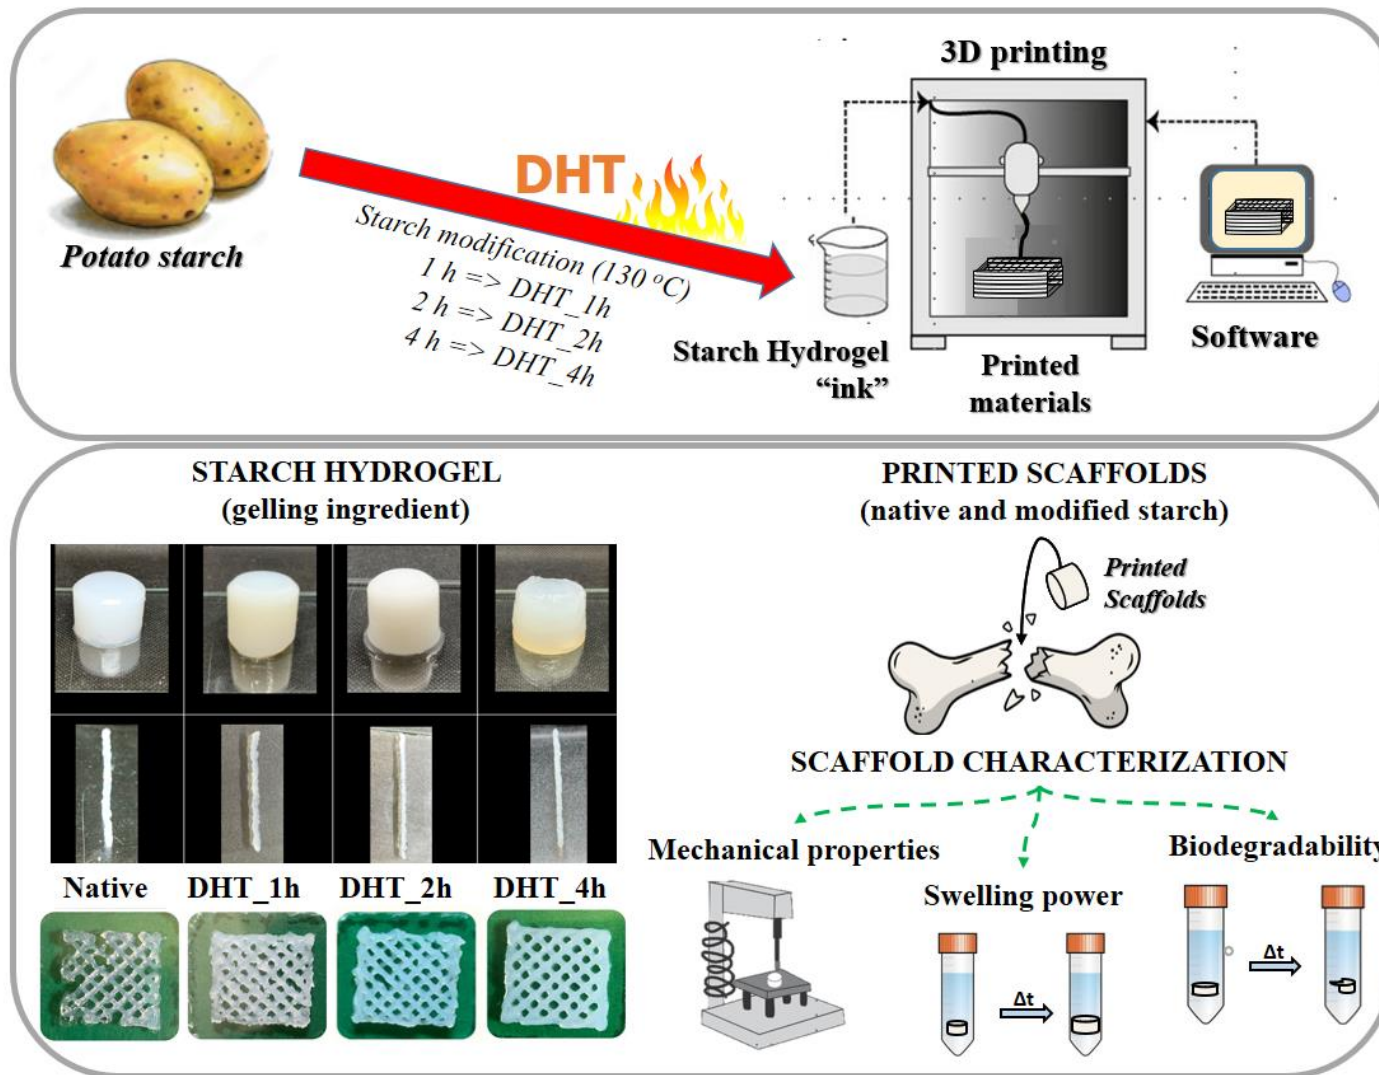 3D printing
DHT
Potato starch
Starch modification (130 ºC)
1 h => DHT_1h
2 h => DHT_2h
4 h => DHT_4h
Starch Hydrogel
“ink”
Printed
materials
Software
STARCH HYDROGEL
(gelling ingredient)
Native
DHT_1h
DHT_2h
DHT_4h
PRINTED SCAFFOLDS
(native and modified starch)
Printed
Scaffolds
SCAFFOLD CHARACTERIZATION
Mechanical properties
Swelling power
Δt
Biodegradability
Δt